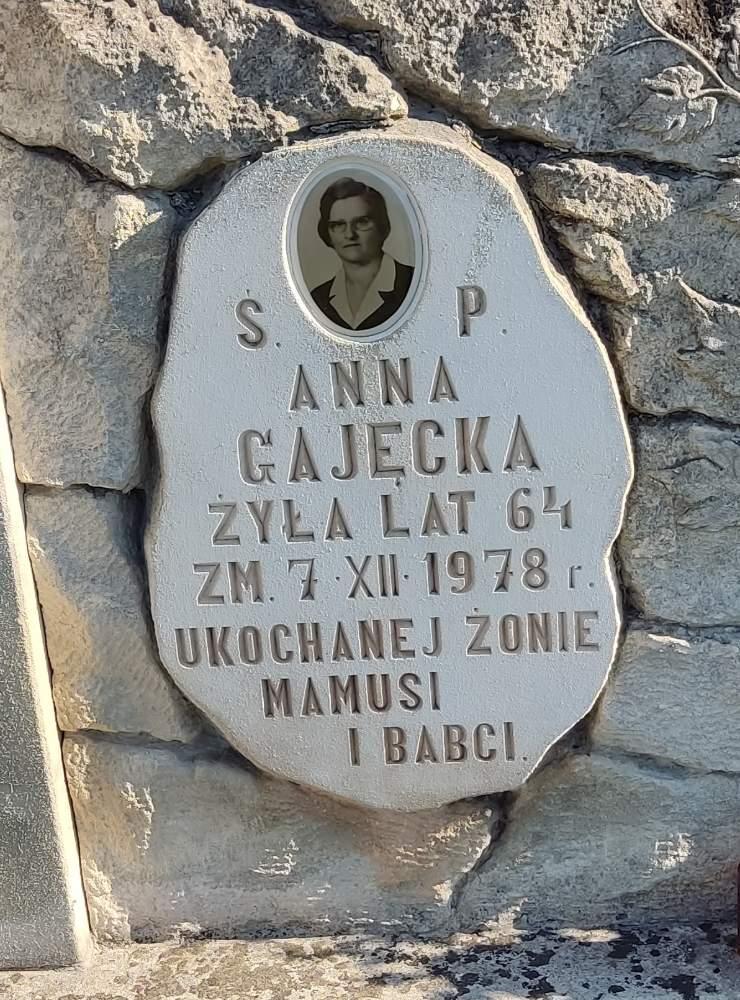 Ś. P.
ANNA
GAJĘCKA
ŻYŁA LAT 64
ZM. 7·XII·1978 r.
UKOCHANEJ ŻONIE
MAMUSI
I BABCI.